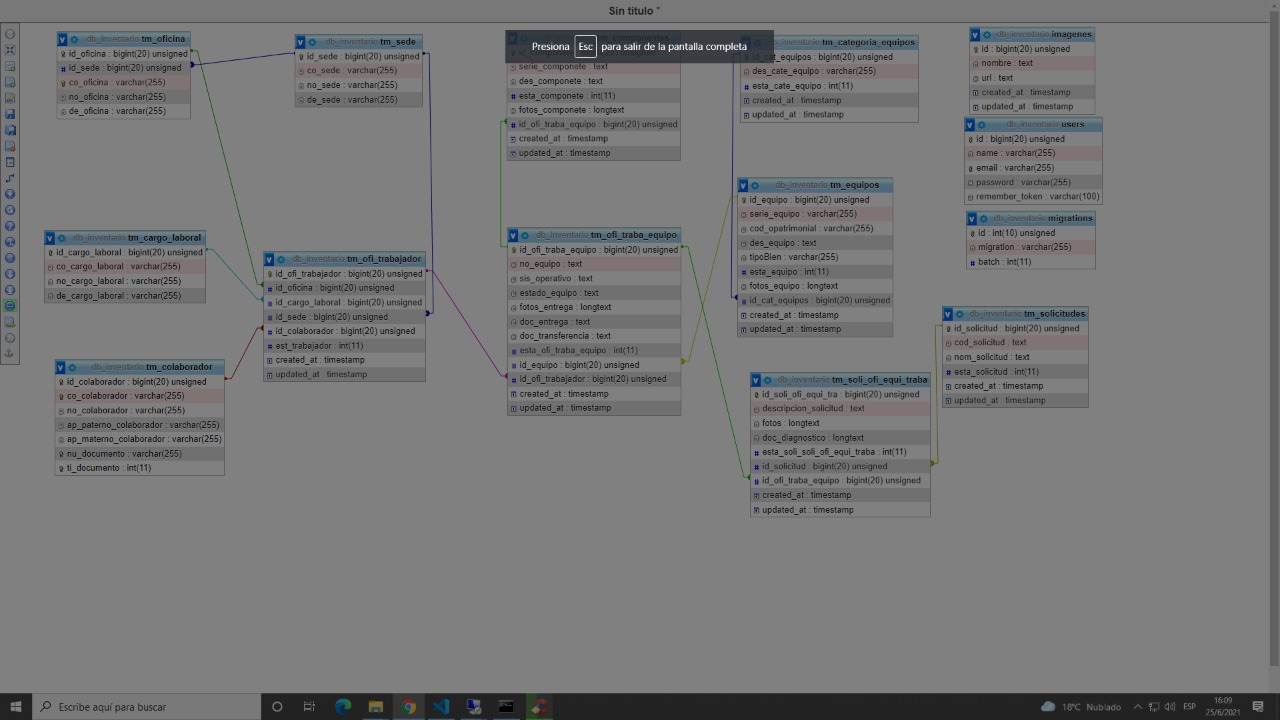 Sin titulo *
Presiona Esc para salir de la pantalla completa
db_inventario tm_oficina
id_oficina : bigint(20) unsigned
id_sede : bigint(20) unsigned
co_oficina : varchar(255)
no_oficina : varchar(255)
de_oficina : varchar(255)
db_inventario tm_sede
id_sede : bigint(20) unsigned
co_sede : varchar(255)
no_sede : varchar(255)
de_sede : varchar(255)
serie_componete : text
des_componete : text
esta_componete : int(11)
fotos_componete : longtext
id_ofi_traba_equipo : bigint(20) unsigned
created_at : timestamp
updated_at : timestamp
tm_categoria_equipos
id_cat_equipos : bigint(20) unsigned
des_cate_equipo : varchar(255)
esta_cate_equipo : int(11)
created_at : timestamp
updated_at : timestamp
db_inventario imagenes
id : bigint(20) unsigned
nombre : text
url : text
created_at : timestamp
updated_at : timestamp
db_inventario users
id : bigint(20) unsigned
name : varchar(255)
email : varchar(255)
password : varchar(255)
remember_token : varchar(100)
db_inventario migrations
id : int(10) unsigned
migration : varchar(255)
batch : int(11)
db_inventario tm_equipos
id_equipo : bigint(20) unsigned
serie_equipo : varchar(255)
cod_opatrimonial : varchar(255)
des_equipo : text
tipoBien : varchar(255)
esta_equipo : int(11)
fotos_equipo : longtext
id_cat_equipos : bigint(20) unsigned
created_at : timestamp
updated_at : timestamp
db_inventario tm_cargo_laboral
id_cargo_laboral : bigint(20) unsigned
co_cargo_laboral : varchar(255)
no_cargo_laboral : varchar(255)
de_cargo_laboral : varchar(255)
db_inventario tm_ofi_trabajador
id_ofi_trabajador : bigint(20) unsigned
id_oficina : bigint(20) unsigned
id_cargo_laboral : bigint(20) unsigned
id_sede : bigint(20) unsigned
id_colaborador : bigint(20) unsigned
est_trabajador : int(11)
created_at : timestamp
updated_at : timestamp
db_inventario tm_ofi_traba_equipo
id_ofi_traba_equipo : bigint(20) unsigned
no_equipo : text
sis_operativo : text
estado_equipo : text
fotos_entrega : longtext
doc_entrega : text
doc_transferencia : text
esta_ofi_traba_equipo : int(11)
id_equipo : bigint(20) unsigned
id_ofi_trabajador : bigint(20) unsigned
created_at : timestamp
updated_at : timestamp
db_inventario tm_colaborador
id_colaborador : bigint(20) unsigned
co_colaborador : varchar(255)
no_colaborador : varchar(255)
ap_paterno_colaborador : varchar(255)
ap_materno_colaborador : varchar(255)
nu_documento : varchar(255)
ti_documento : int(11)
db_inventario tm_solicitudes
id_solicitud : bigint(20) unsigned
cod_solicitud : text
nom_solicitud : text
esta_solicitud : int(11)
created_at : timestamp
updated_at : timestamp
db_inventario tm_soli_ofi_equi_traba
id_soli_ofi_equi_tra : bigint(20) unsigned
descripcion_solicitud : text
fotos : longtext
doc_diagnostico : longtext
esta_soli_soli_ofi_equi_traba : int(11)
id_solicitud : bigint(20) unsigned
id_ofi_traba_equipo : bigint(20) unsigned
created_at : timestamp
updated_at : timestamp
Escribe aquí para buscar
18°C Nublado
ESP
16:09
25/6/2021